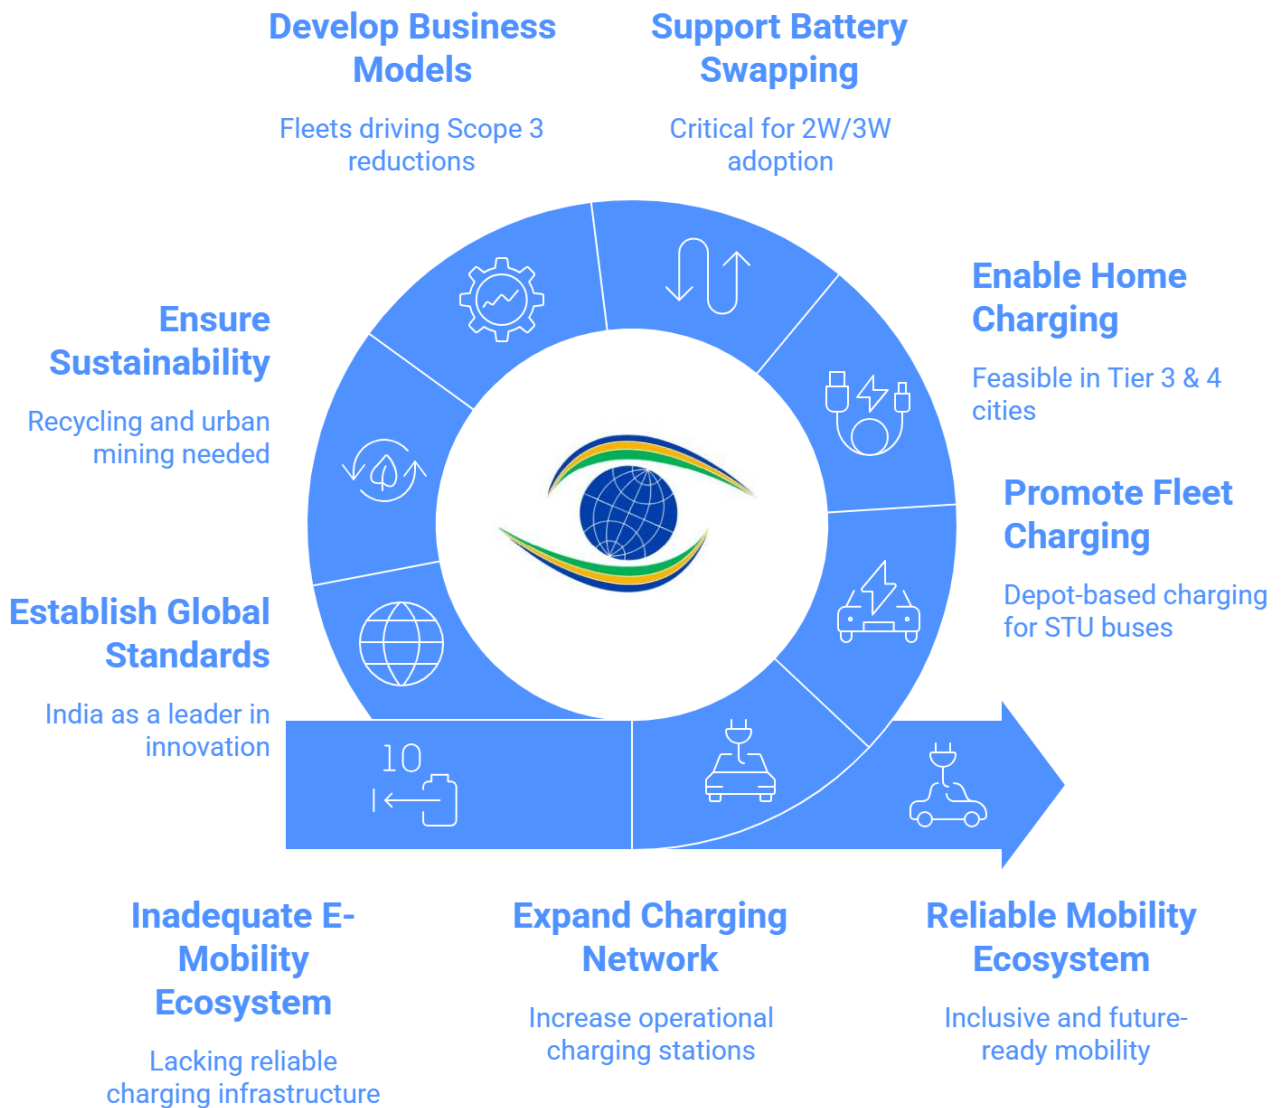 Develop Business
Models
Fleets driving Scope 3
reductions
Support Battery
Swapping
Critical for 2W/3W
adoption
Enable Home
Charging
Feasible in Tier 3 & 4
cities
Ensure
Sustainability
Recycling and urban
mining needed
Promote Fleet
Charging
Depot-based charging
for STU buses
Establish Global
Standards
India as a leader in
innovation
10
Inadequate E-
Mobility
Ecosystem
Lacking reliable
charging infrastructure
Expand Charging
Network
Increase operational
charging stations
Reliable Mobility
Ecosystem
Inclusive and future-
ready mobility